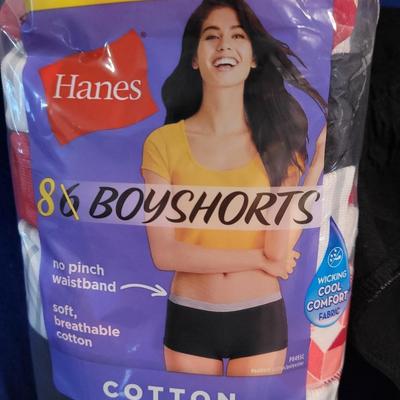 Hanes
8 6 BOYSHORTS
no pinch
waistband
soft,
breathable
cotton
WICKING
COOL
COMFORT
FABRIC
COTTON